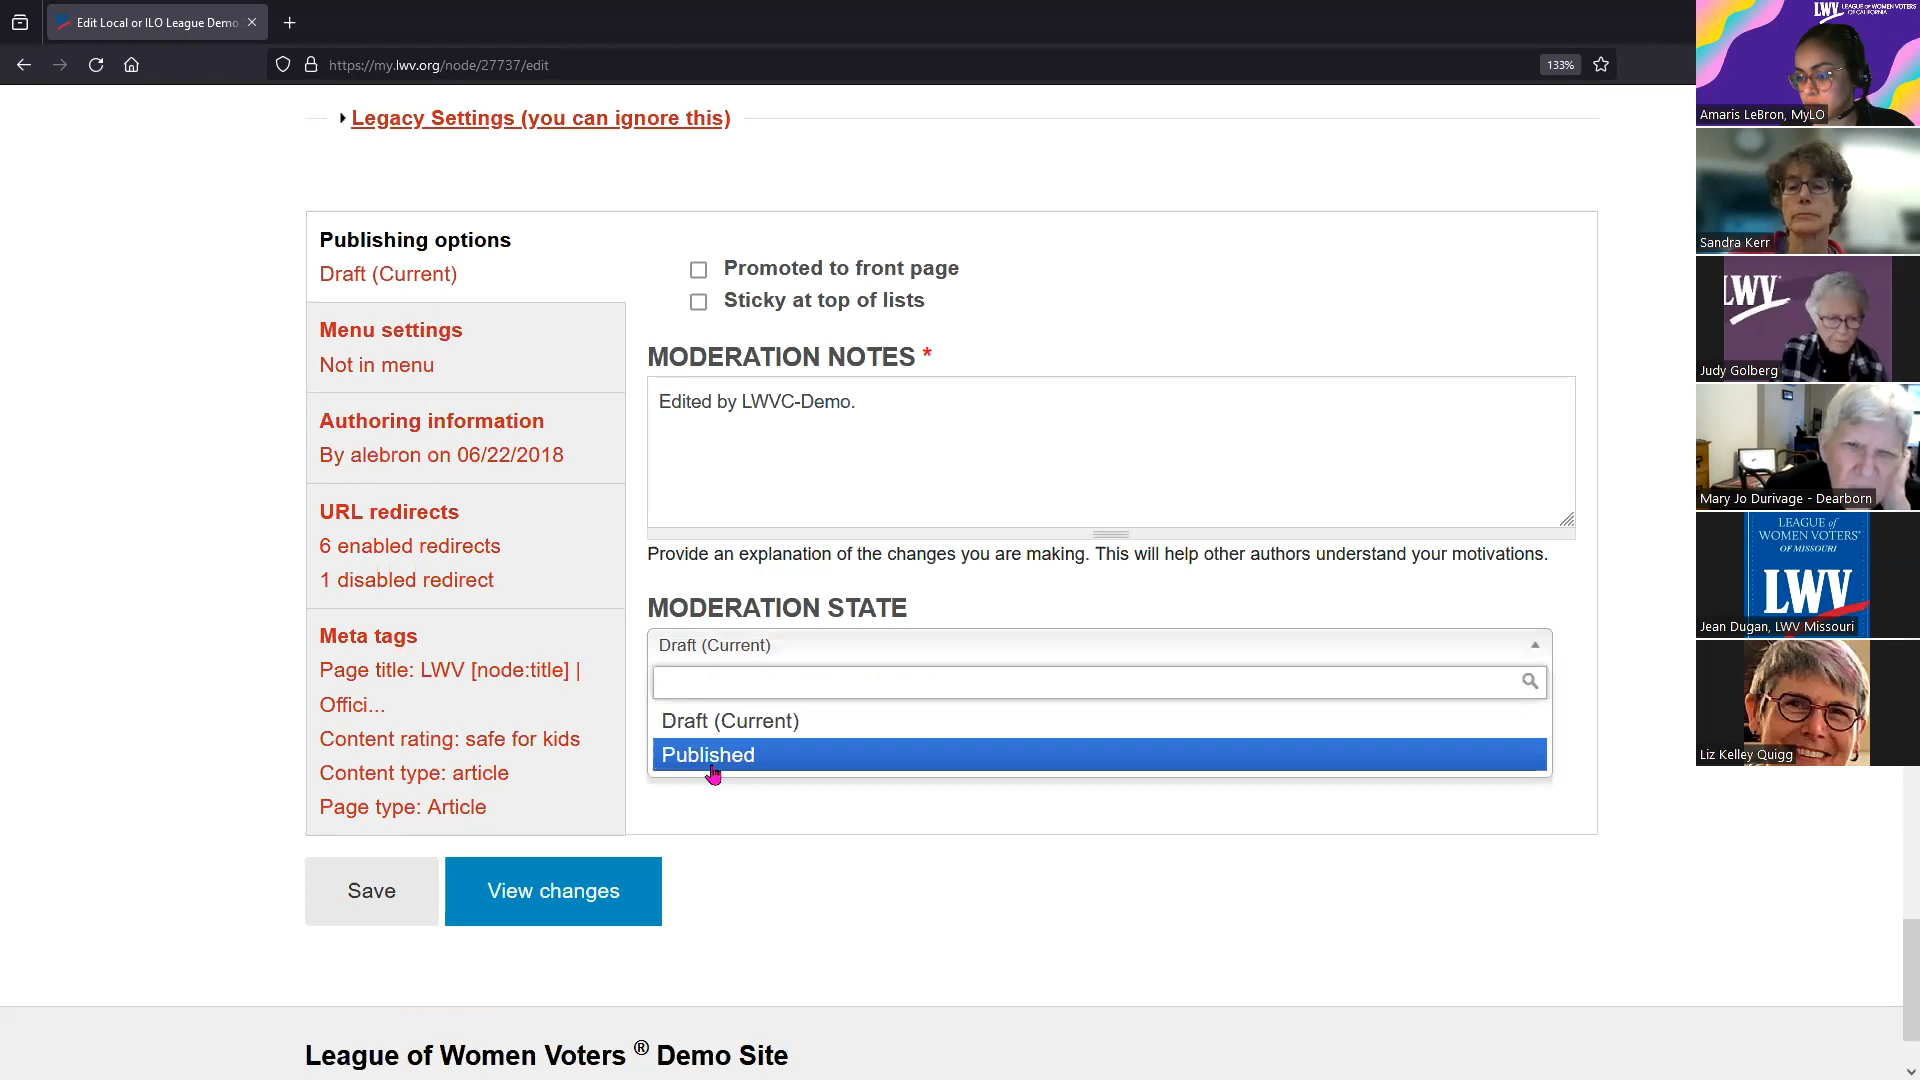 Edit Local or ILO League Demo
https://my.lwv.org/node/27737/edit
133%
Legacy Settings (you can ignore this)
Publishing options
Draft (Current)
Menu settings
Not in menu
Authoring information
By alebron on 06/22/2018
URL redirects
6 enabled redirects
1 disabled redirect
Meta tags
Page title: LWV [node:title] |
Offici...
Content rating: safe for kids
Content type: article
Page type: Article
Promoted to front page
Sticky at top of lists
MODERATION NOTES *
Edited by LWVC-Demo.
Provide an explanation of the changes you are making. This will help other authors understand your motivations.
MODERATION STATE
Draft (Current)
Draft (Current)
Published
Save
View changes
League of Women Voters ® Demo Site
LWV LEAGUE OF WOMEN VOTERS
OF CALIFORNIA
Amaris LeBron, MyLO
Sandra Kerr
LWV
Judy Golberg
Mary Jo Durivage - Dearborn
LEAGUE of
WOMEN VOTERS
OF MISSOURI
LWV
Jean Dugan, LWV Missouri
Liz Kelley Quigg